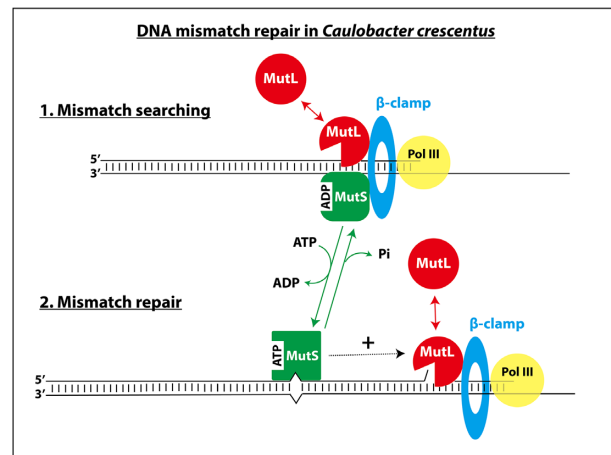 DNA mismatch repair in Caulobacter crescentus
MutL
β-clamp
1. Mismatch searching
MutL
Pol III
5’
3’
ADP
MutS
ATP
Pi
ADP
MutL
2. Mismatch repair
β-clamp
ATP
MutS
+
MutL
Pol III
5’
3’